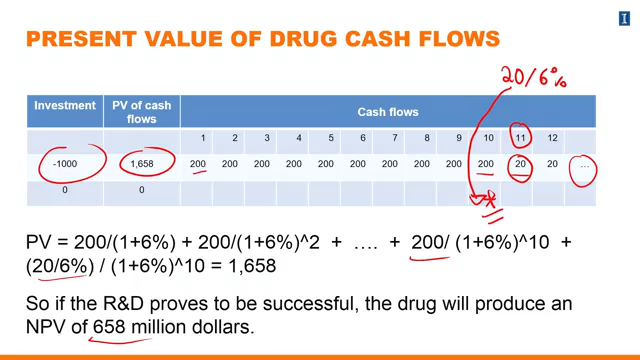 PRESENT VALUE OF DRUG CASH FLOWS
I
20/6%
Investment PV of cash flows Cash flows
1 2 3 4 5 6 7 8 9 10 11 12
-1000 1,658 200 200 200 200 200 200 200 200 200 200 20 20 ...
0 0
PV = 200/(1+6%) + 200/(1+6%)^2 + …. + 200/ (1+6%)^10 +
(20/6%) / (1+6%)^10 = 1,658
So if the R&D proves to be successful, the drug will produce an
NPV of 658 million dollars.